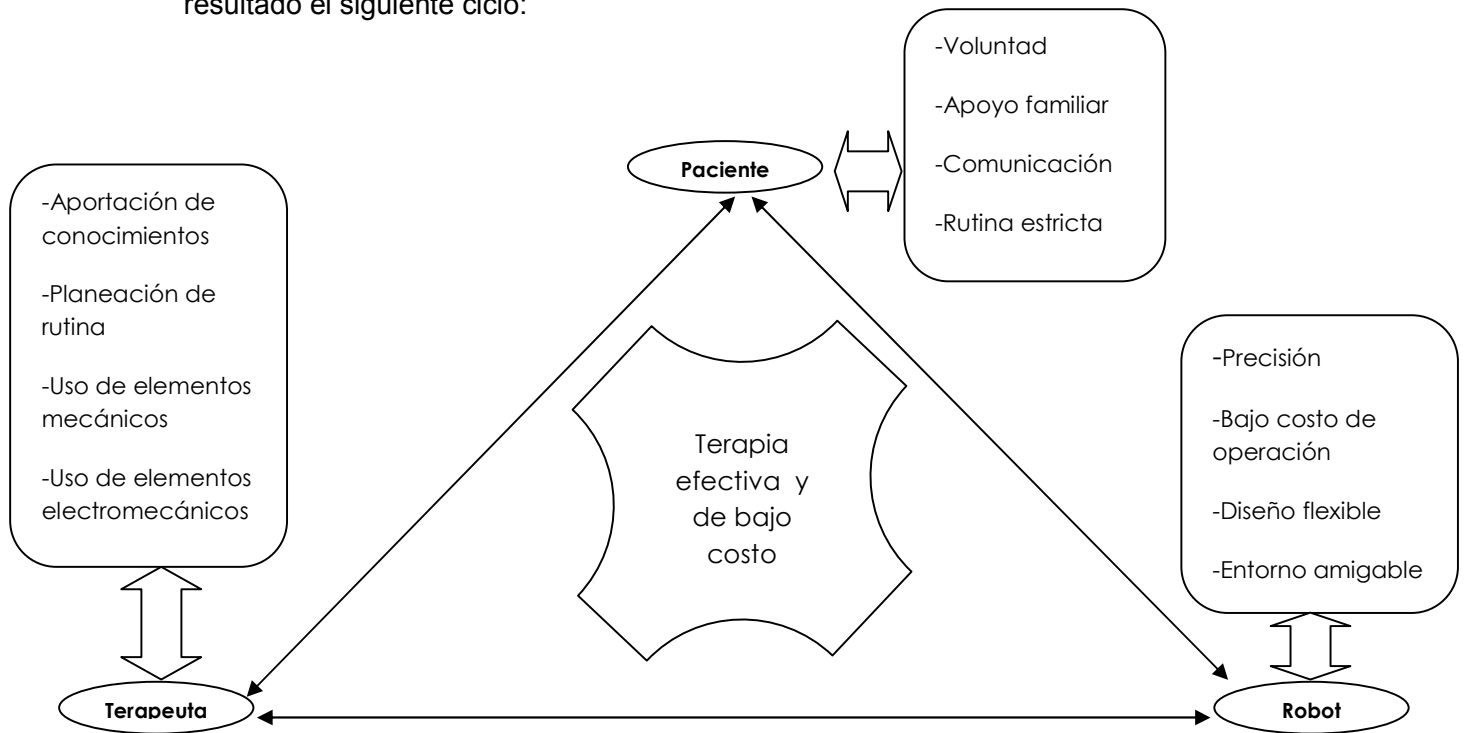 resultado el siguiente ciclo:
-Voluntad
-Apoyo familiar
-Comunicación
-Rutina estricta
Paciente
-Aportación de
conocimientos
-Planeación de
rutina
-Uso de elementos
mecánicos
-Uso de elementos
electromecánicos
-Precisión
-Bajo costo de
operación
-Diseño flexible
-Entorno amigable
Terapia
efectiva y
de bajo
costo
Terapeuta
Robot